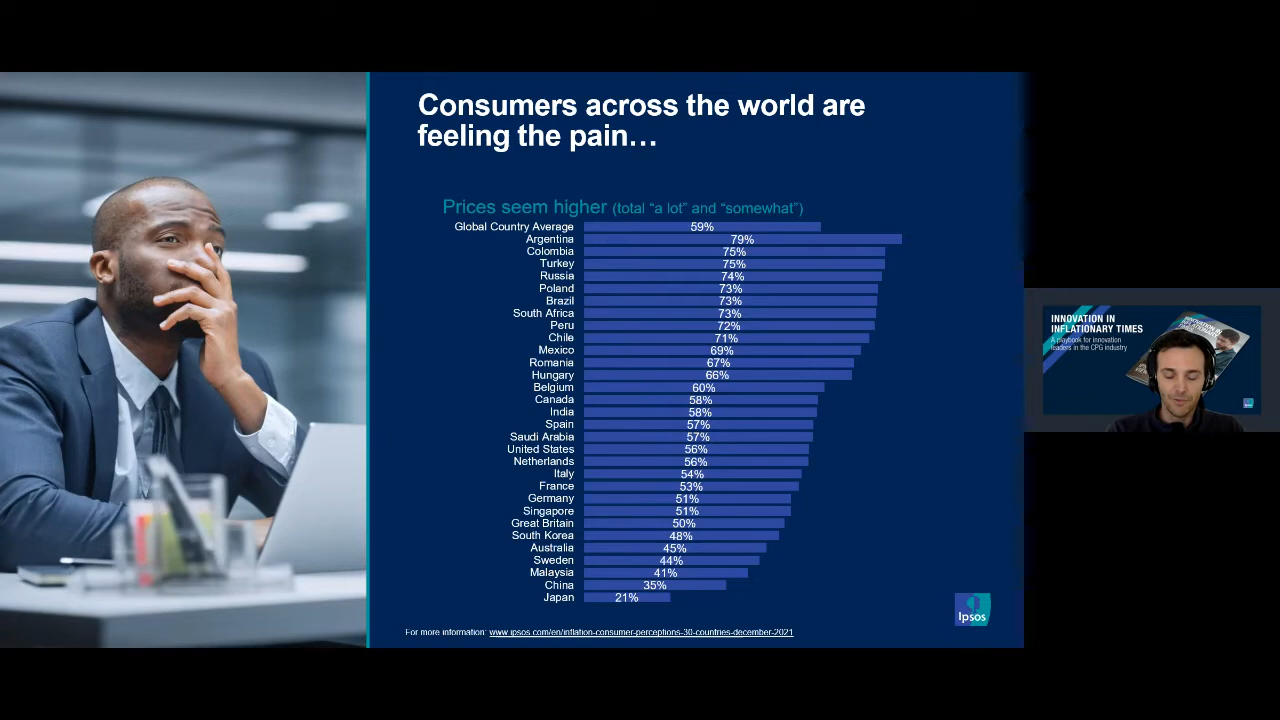 Consumers across the world are
feeling the pain…
Prices seem higher (total “a lot” and “somewhat”)
Global Country Average 59%
Argentina 79%
Colombia 75%
Turkey 75%
Russia 74%
Poland 73%
Brazil 73%
South Africa 73%
Peru 72%
Chile 71%
Mexico 69%
Romania 67%
Hungary 66%
Belgium 60%
Canada 58%
India 58%
Spain 57%
Saudi Arabia 57%
United States 56%
Netherlands 56%
Italy 54%
France 53%
Germany 51%
Singapore 51%
Great Britain 50%
South Korea 48%
Australia 45%
Sweden 44%
Malaysia 41%
China 35%
Japan 21%
Ipsos
For more information: www.ipsos.com/en/inflation-consumer-perceptions-30-countries-december-2021
INNOVATION IN
INFLATIONARY TIMES
A playbook for innovation
leaders in the CPG industry
INNOVATION IN
INFLATIONARY